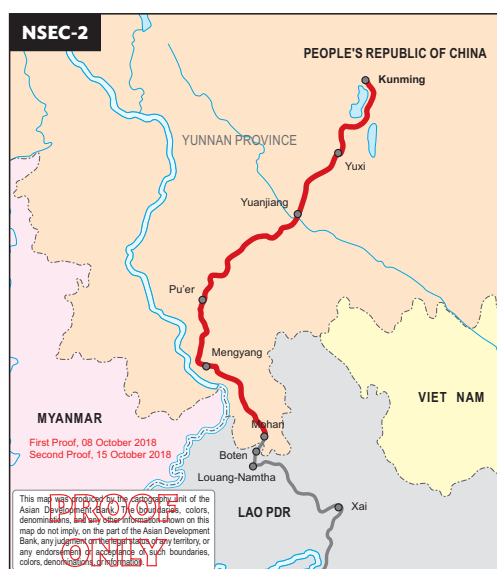 NSEC-2
PEOPLE'S REPUBLIC OF CHINA
Kunming
YUNNAN PROVINCE
Yuxi
Yuanjiang
Pu'er
Mengyang
VIET NAM
MYANMAR
Mohan
First Proof, 08 October 2018
Second Proof, 15 October 2018
Boten
Louang-Namtha
Xai
LAO PDR
This map was produced by the cartography unit of the
Asian Development Bank. The boundaries, colors,
denominations, and any other information shown on this
map do not imply, on the part of the Asian Development
Bank, any judgment on the legal status of any territory, or
any endorsement or acceptance of such boundaries,
colors, denominations, or information.
PROOF
ONLY